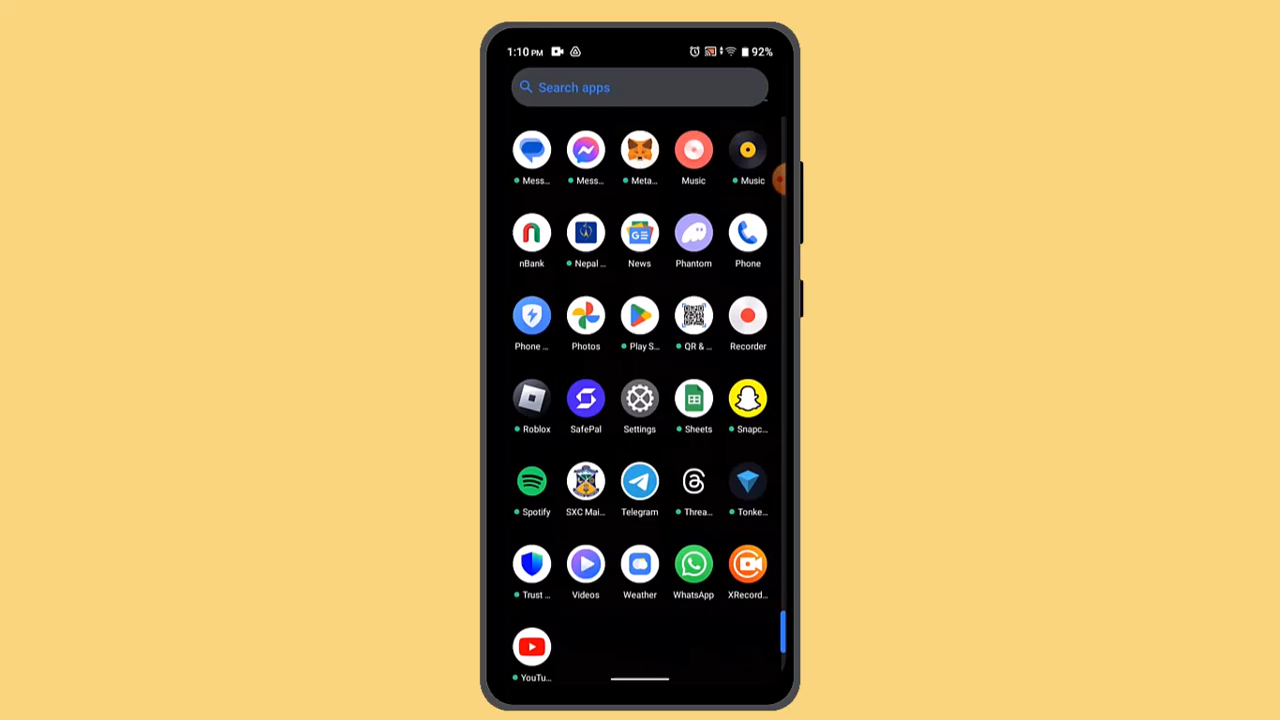 1:10 PM 92%
Search apps
Mess... Mess... Meta... Music Music
nBank Nepal ... News Phantom Phone
Phone ... Photos Play S... QR & ... Recorder
Roblox SafePal Settings Sheets Snapc...
Spotify SXC Mai... Telegram Threa... Tonke...
Trust ... Videos Weather WhatsApp XRecord...
YouTu...